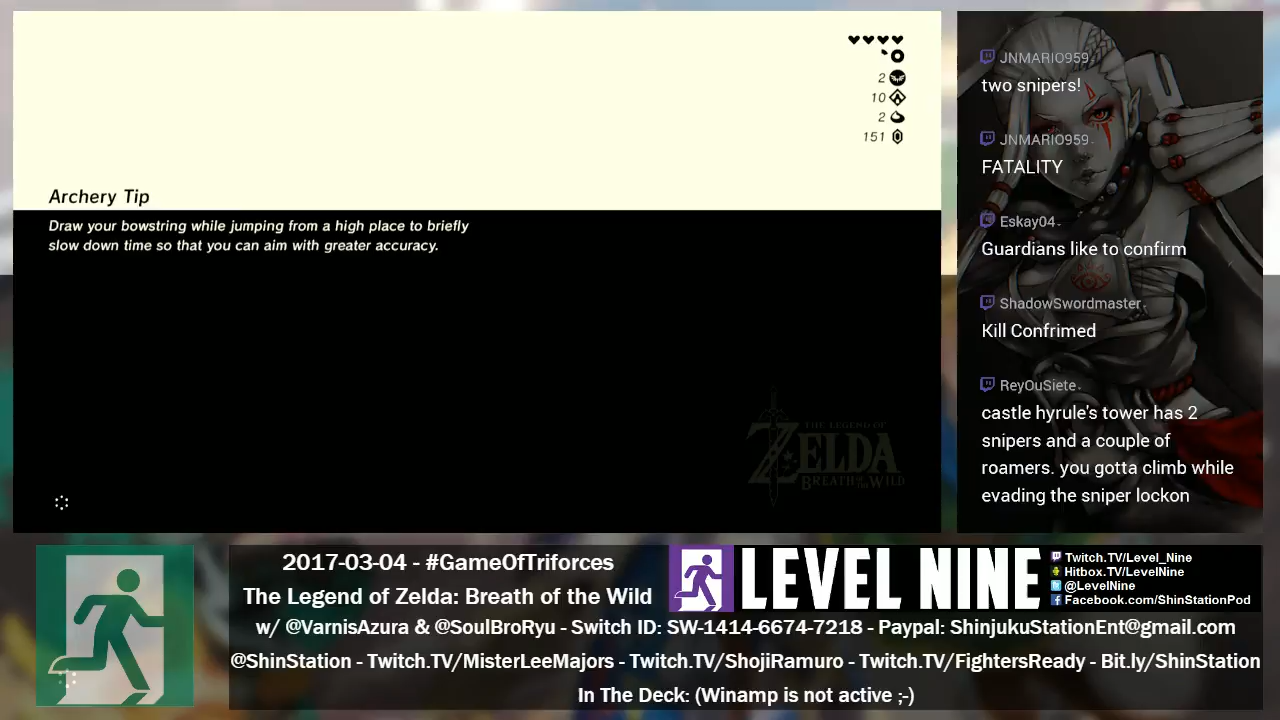 2
10
2
151
Archery Tip
Draw your bowstring while jumping from a high place to briefly
slow down time so that you can aim with greater accuracy.
THE LEGEND OF
ZELDA
BREATH OF THE WILD
JNMARIO959
two snipers!
JNMARIO959
FATALITY
Eskay04
Guardians like to confirm
ShadowSwordmaster
Kill Confrimed
ReyOuSiete
castle hyrule's tower has 2
snipers and a couple of
roamers. you gotta climb while
evading the sniper lockon
2017-03-04 - #GameOfTriforces
The Legend of Zelda: Breath of the Wild
LEVEL NINE
Twitch.TV/Level_Nine
Hitbox.TV/LevelNine
@LevelNine
Facebook.com/ShinStationPod
w/ @VarnisAzura & @SoulBroRyu - Switch ID: SW-1414-6674-7218 - Paypal: ShinjukuStationEnt@gmail.com
@ShinStation - Twitch.TV/MisterLeeMajors - Twitch.TV/ShojiRamuro - Twitch.TV/FightersReady - Bit.ly/ShinStation
In The Deck: (Winamp is not active ;-)